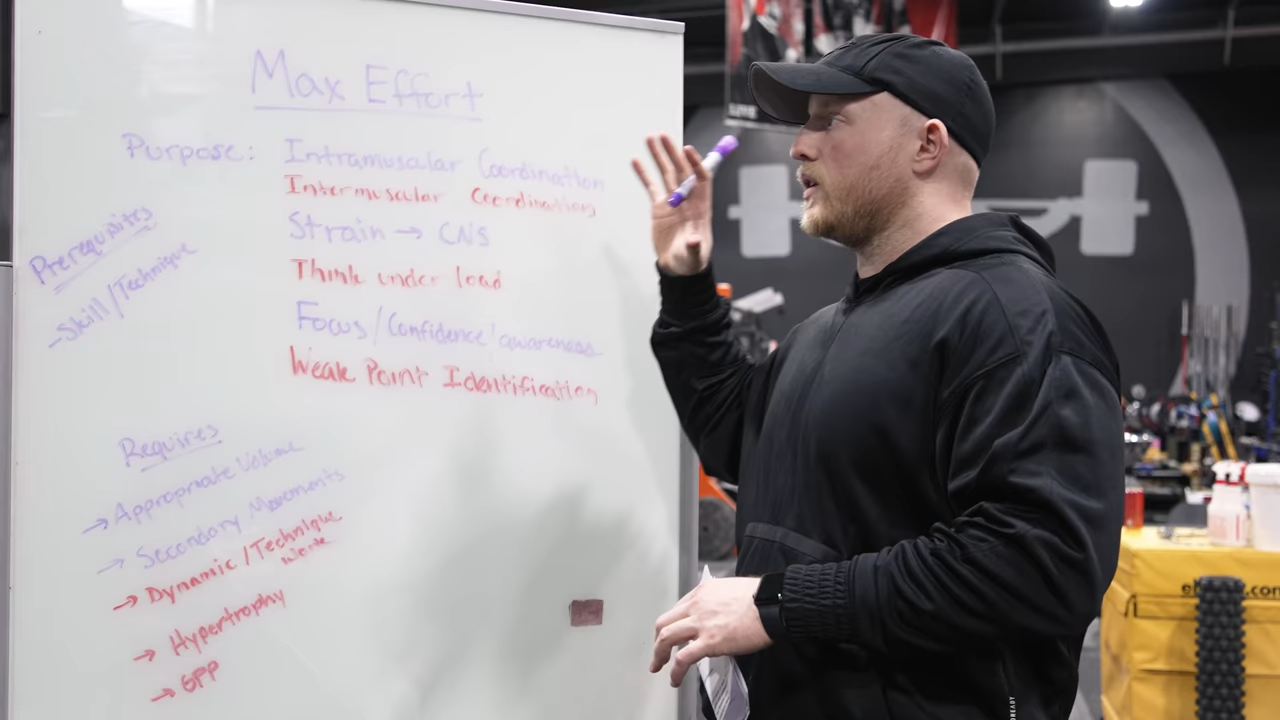 Max Effort
Purpose: Intramuscular Coordination
Intermuscular Coordination
Strain → CNS
Think under load
Focus/Confidence/awareness
Weak Point Identification
Prerequisites
-Skill/Technique
Requires
→ Appropriate Volume
→ Secondary Movements
→ Dynamic/Technique
Work
→ Hypertrophy
→ GPP